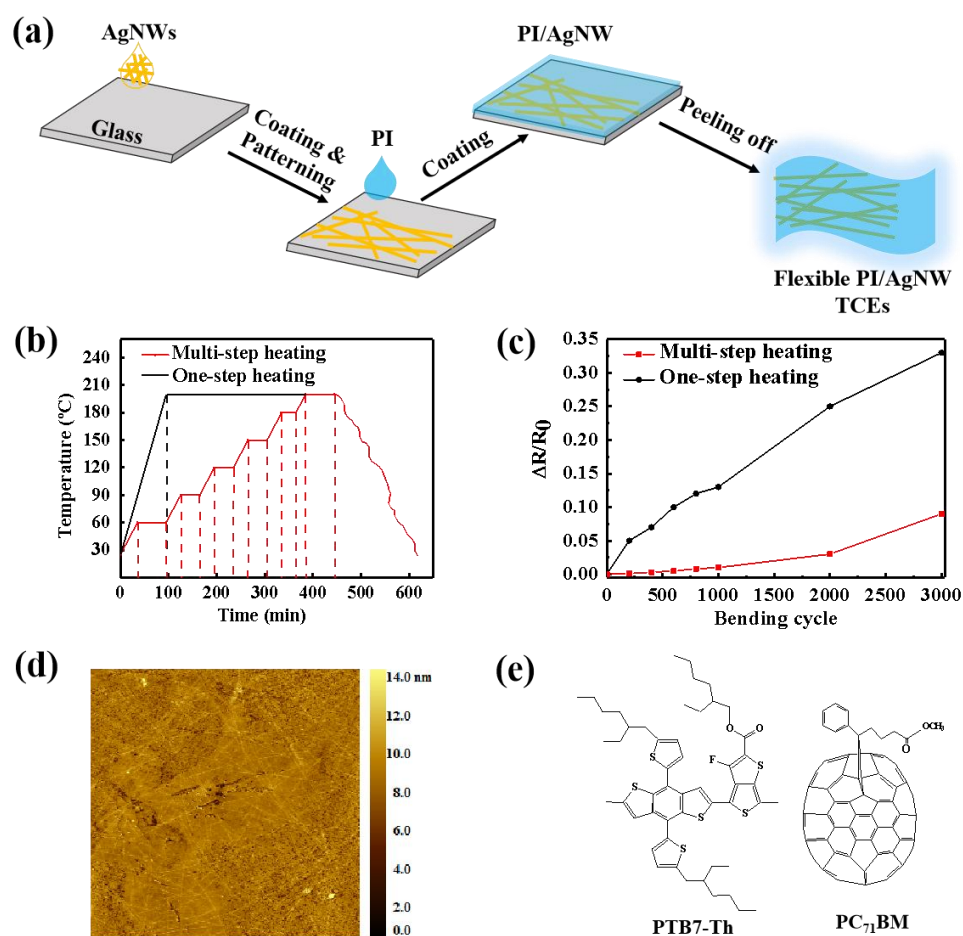 (a)
AgNWs
Glass
Coating &
Patterning
PI
Coating
PI/AgNW
Peeling off
Flexible PI/AgNW
TCEs
(b)
Multi-step heating
One-step heating
Temperature (ºC)
240
210
180
150
120
90
60
30
0 100 200 300 400 500 600
Time (min)
(c)
Multi-step heating
One-step heating
ΔR/R0
0.35
0.30
0.25
0.20
0.15
0.10
0.05
0.00
0 500 1000 1500 2000 2500 3000
Bending cycle
(d)
14.0 nm
12.0
10.0
8.0
6.0
4.0
2.0
0.0
(e)
O
O
F
S
S
S
S
S
S
PTB7-Th
OCH₃
O
PC₇₁BM